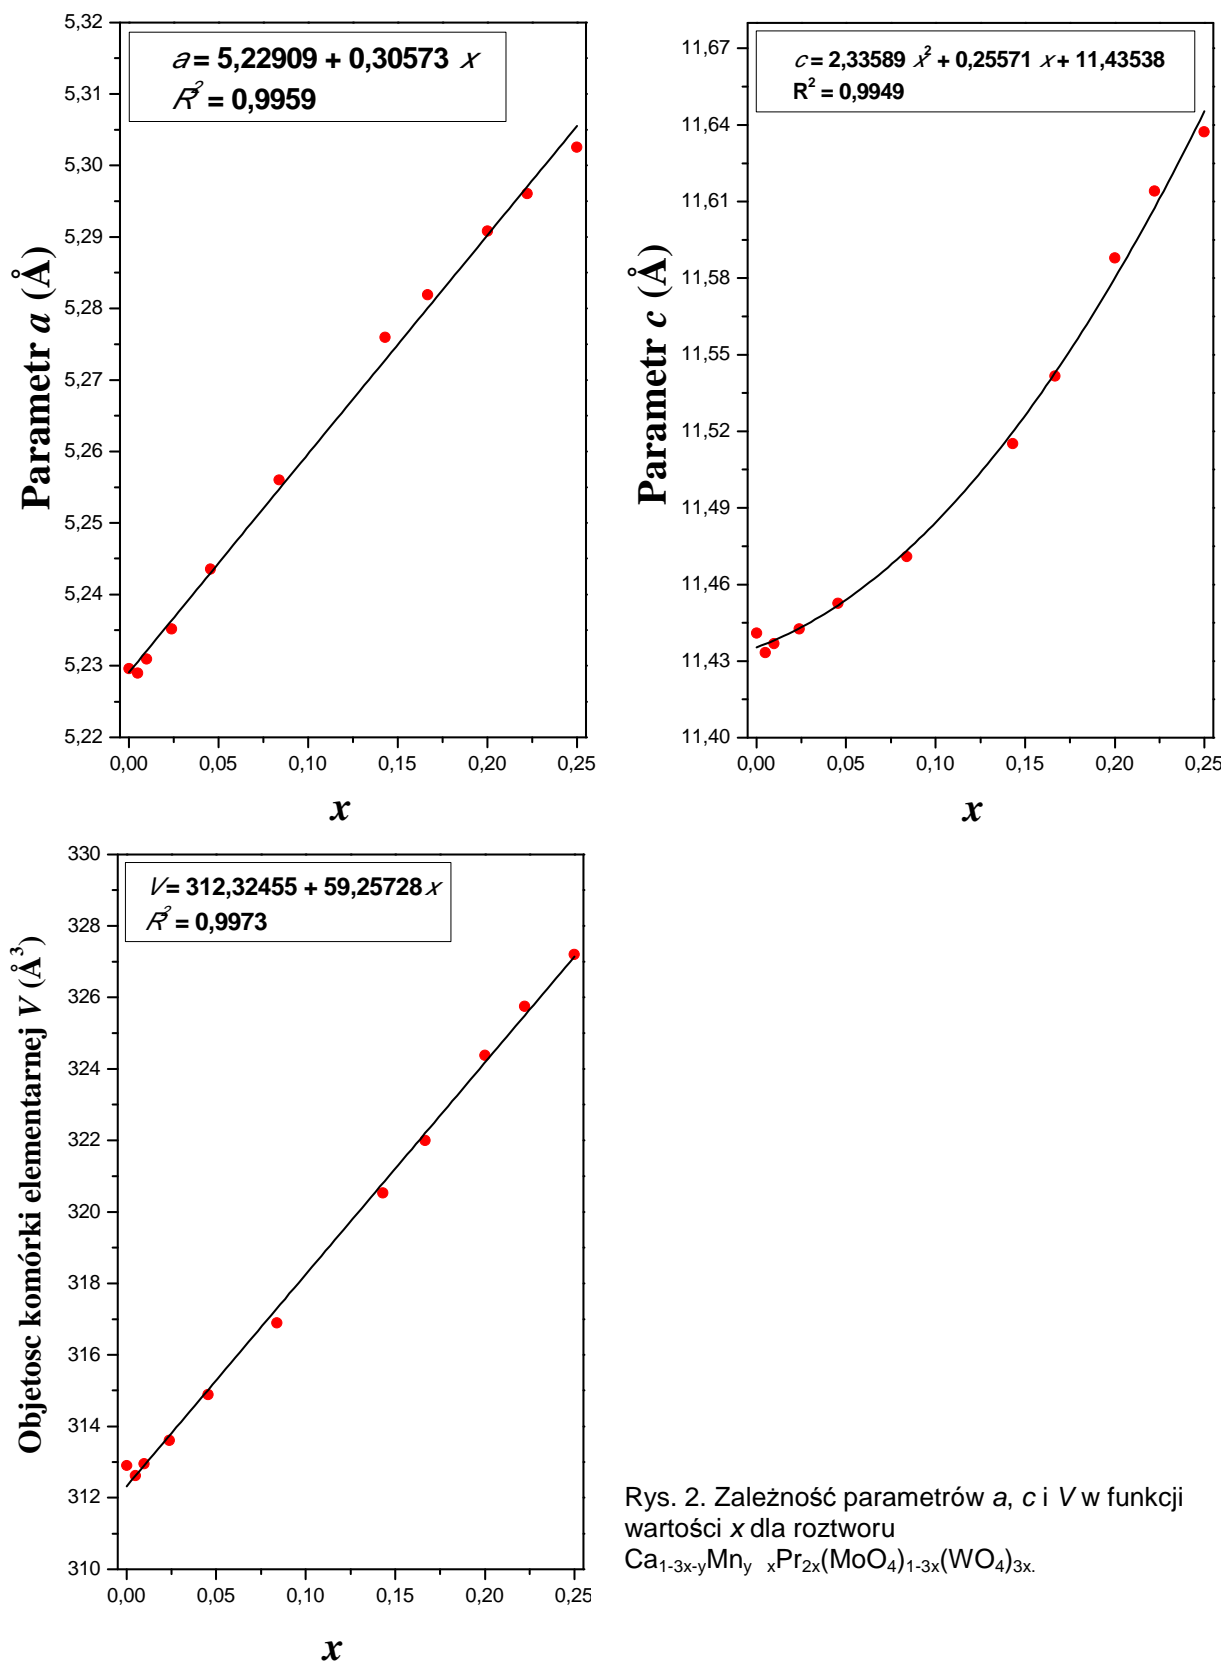 a = 5,22909 + 0,30573 x
R² = 0,9959
5,32
5,31
5,30
5,29
5,28
5,27
5,26
5,25
5,24
5,23
5,22
Parametr a (Å)
0,00 0,05 0,10 0,15 0,20 0,25
x
c = 2,33589 x² + 0,25571 x + 11,43538
R² = 0,9949
11,67
11,64
11,61
11,58
11,55
11,52
11,49
11,46
11,43
11,40
Parametr c (Å)
0,00 0,05 0,10 0,15 0,20 0,25
x
V = 312,32455 + 59,25728 x
R² = 0,9973
330
328
326
324
322
320
318
316
314
312
310
Objetosc komórki elementarnej V (Å³)
0,00 0,05 0,10 0,15 0,20 0,25
x
Rys. 2. Zależność parametrów a, c i V w funkcji
wartości x dla roztworu
Ca₁₋₃ₓ₋yMny ₓPr₂ₓ(MoO₄)₁₋₃ₓ(WO₄)₃ₓ.